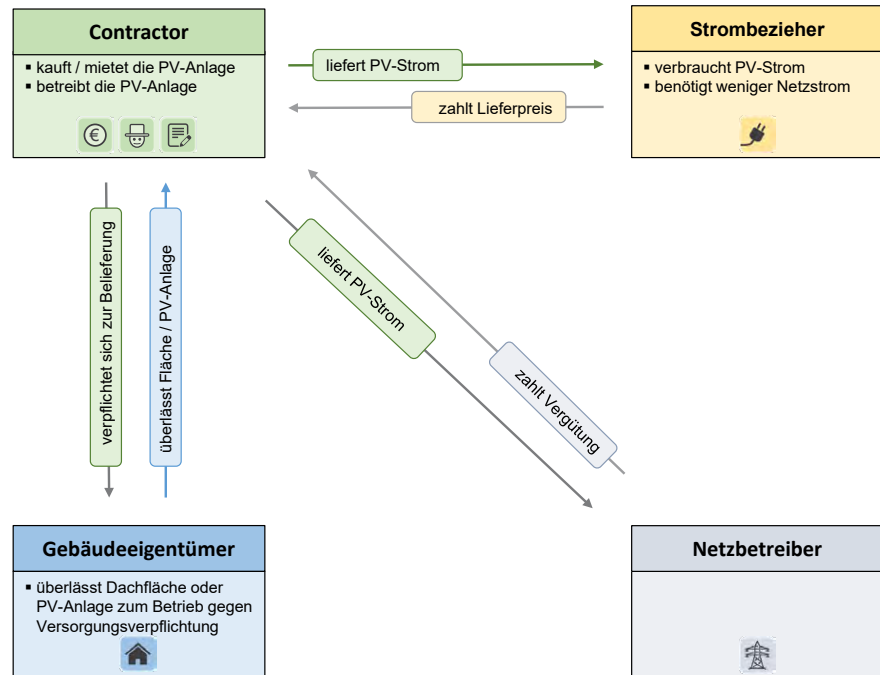 Contractor
▪ kauft / mietet die PV-Anlage
▪ betreibt die PV-Anlage
€
liefert PV-Strom
zahlt Lieferpreis
Strombezieher
▪ verbraucht PV-Strom
▪ benötigt weniger Netzstrom
verpflichtet sich zur Belieferung
überlässt Fläche / PV-Anlage
liefert PV-Strom
zahlt Vergütung
Gebäudeeigentümer
▪ überlässt Dachfläche oder
PV-Anlage zum Betrieb gegen
Versorgungsverpflichtung
Netzbetreiber